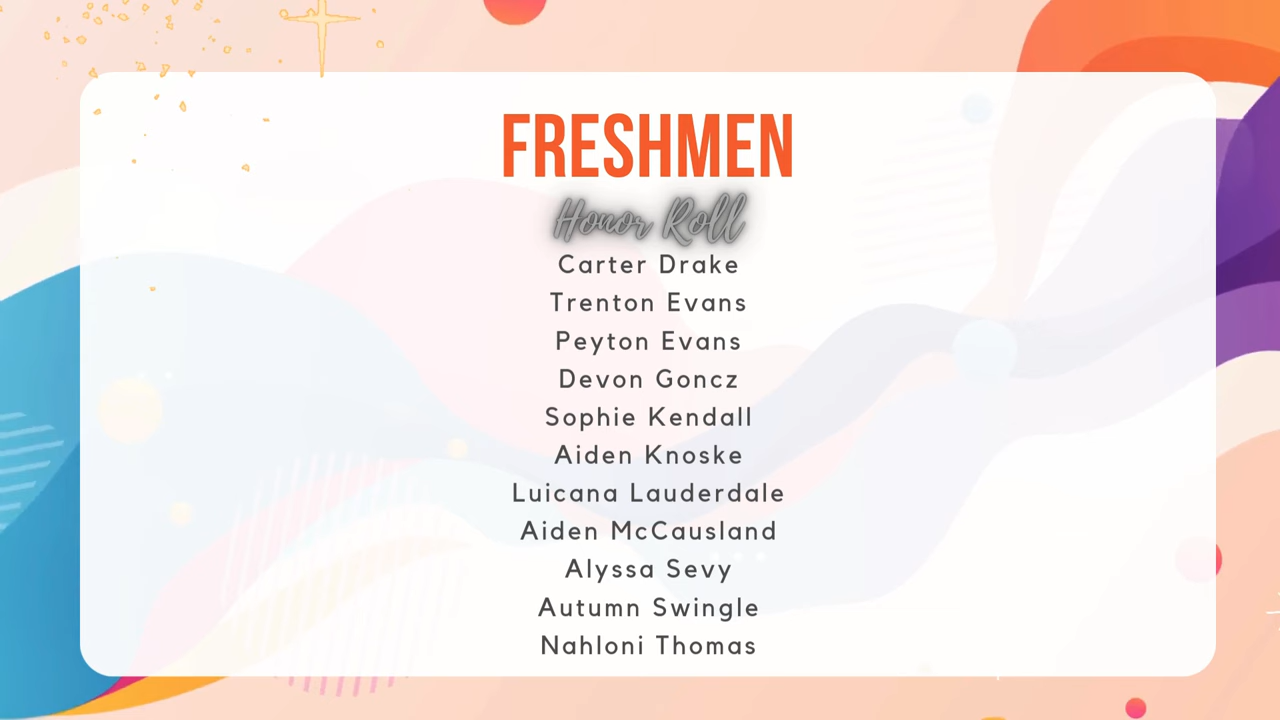 FRESHMEN
Honor Roll
Carter Drake
Trenton Evans
Peyton Evans
Devon Goncz
Sophie Kendall
Aiden Knoske
Luicana Lauderdale
Aiden McCausland
Alyssa Sevy
Autumn Swingle
Nahloni Thomas